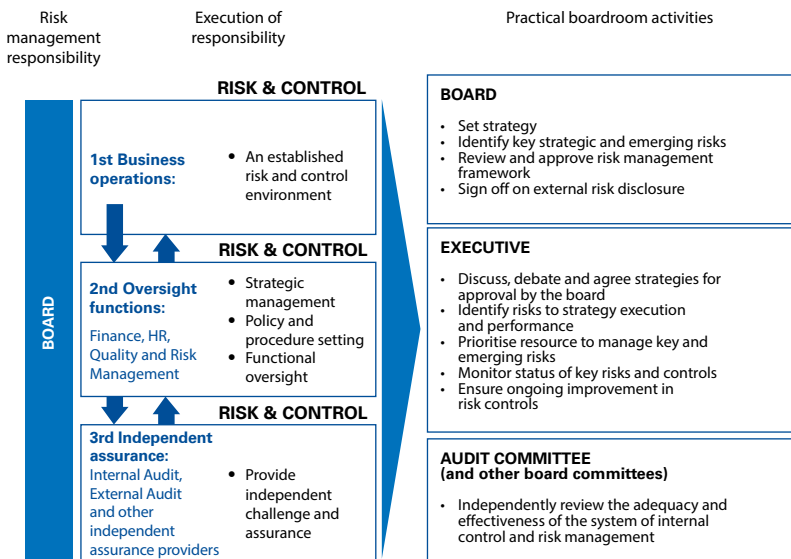 Risk
management
responsibility
Execution of
responsibility
Practical boardroom activities
BOARD
RISK & CONTROL
1st Business
operations:
• An established
risk and control
environment
RISK & CONTROL
2nd Oversight
functions:
Finance, HR,
Quality and Risk
Management
• Strategic
management
• Policy and
procedure setting
• Functional
oversight
RISK & CONTROL
3rd Independent
assurance:
Internal Audit,
External Audit
and other
independent
assurance providers
• Provide
independent
challenge and
assurance
BOARD
• Set strategy
• Identify key strategic and emerging risks
• Review and approve risk management
framework
• Sign off on external risk disclosure
EXECUTIVE
• Discuss, debate and agree strategies for
approval by the board
• Identify risks to strategy execution
and performance
• Prioritise resource to manage key and
emerging risks
• Monitor status of key risks and controls
• Ensure ongoing improvement in
risk controls
AUDIT COMMITTEE
(and other board committees)
• Independently review the adequacy and
effectiveness of the system of internal
control and risk management